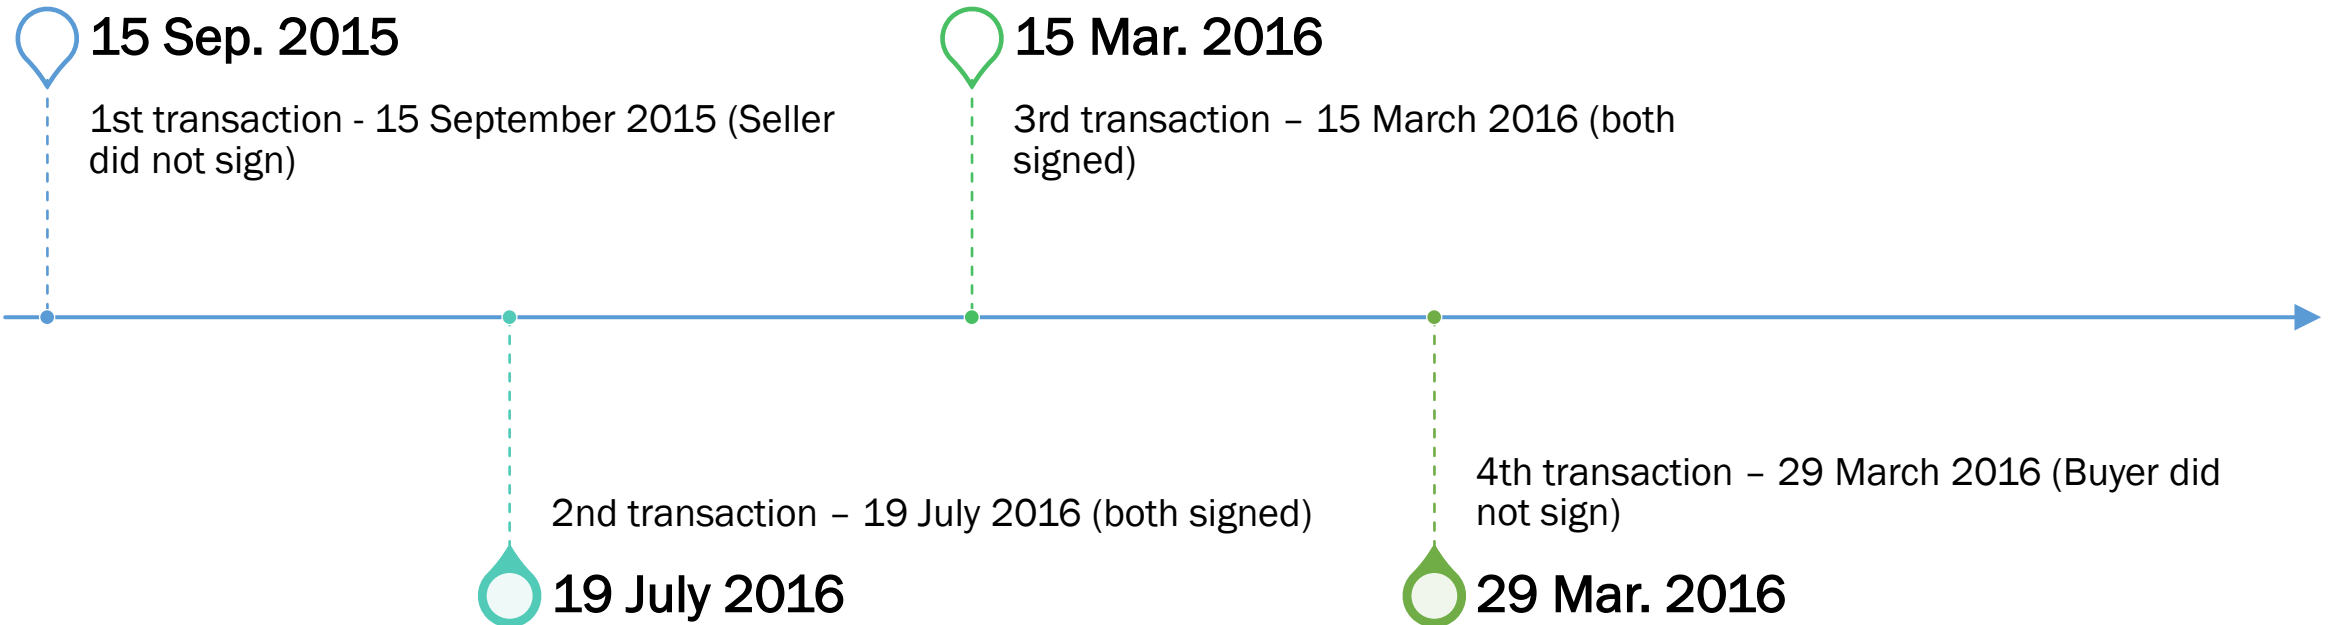 15 Sep. 2015
1st transaction - 15 September 2015 (Seller
did not sign)
2nd transaction – 19 July 2016 (both signed)
19 July 2016
15 Mar. 2016
3rd transaction – 15 March 2016 (both
signed)
4th transaction – 29 March 2016 (Buyer did
not sign)
29 Mar. 2016